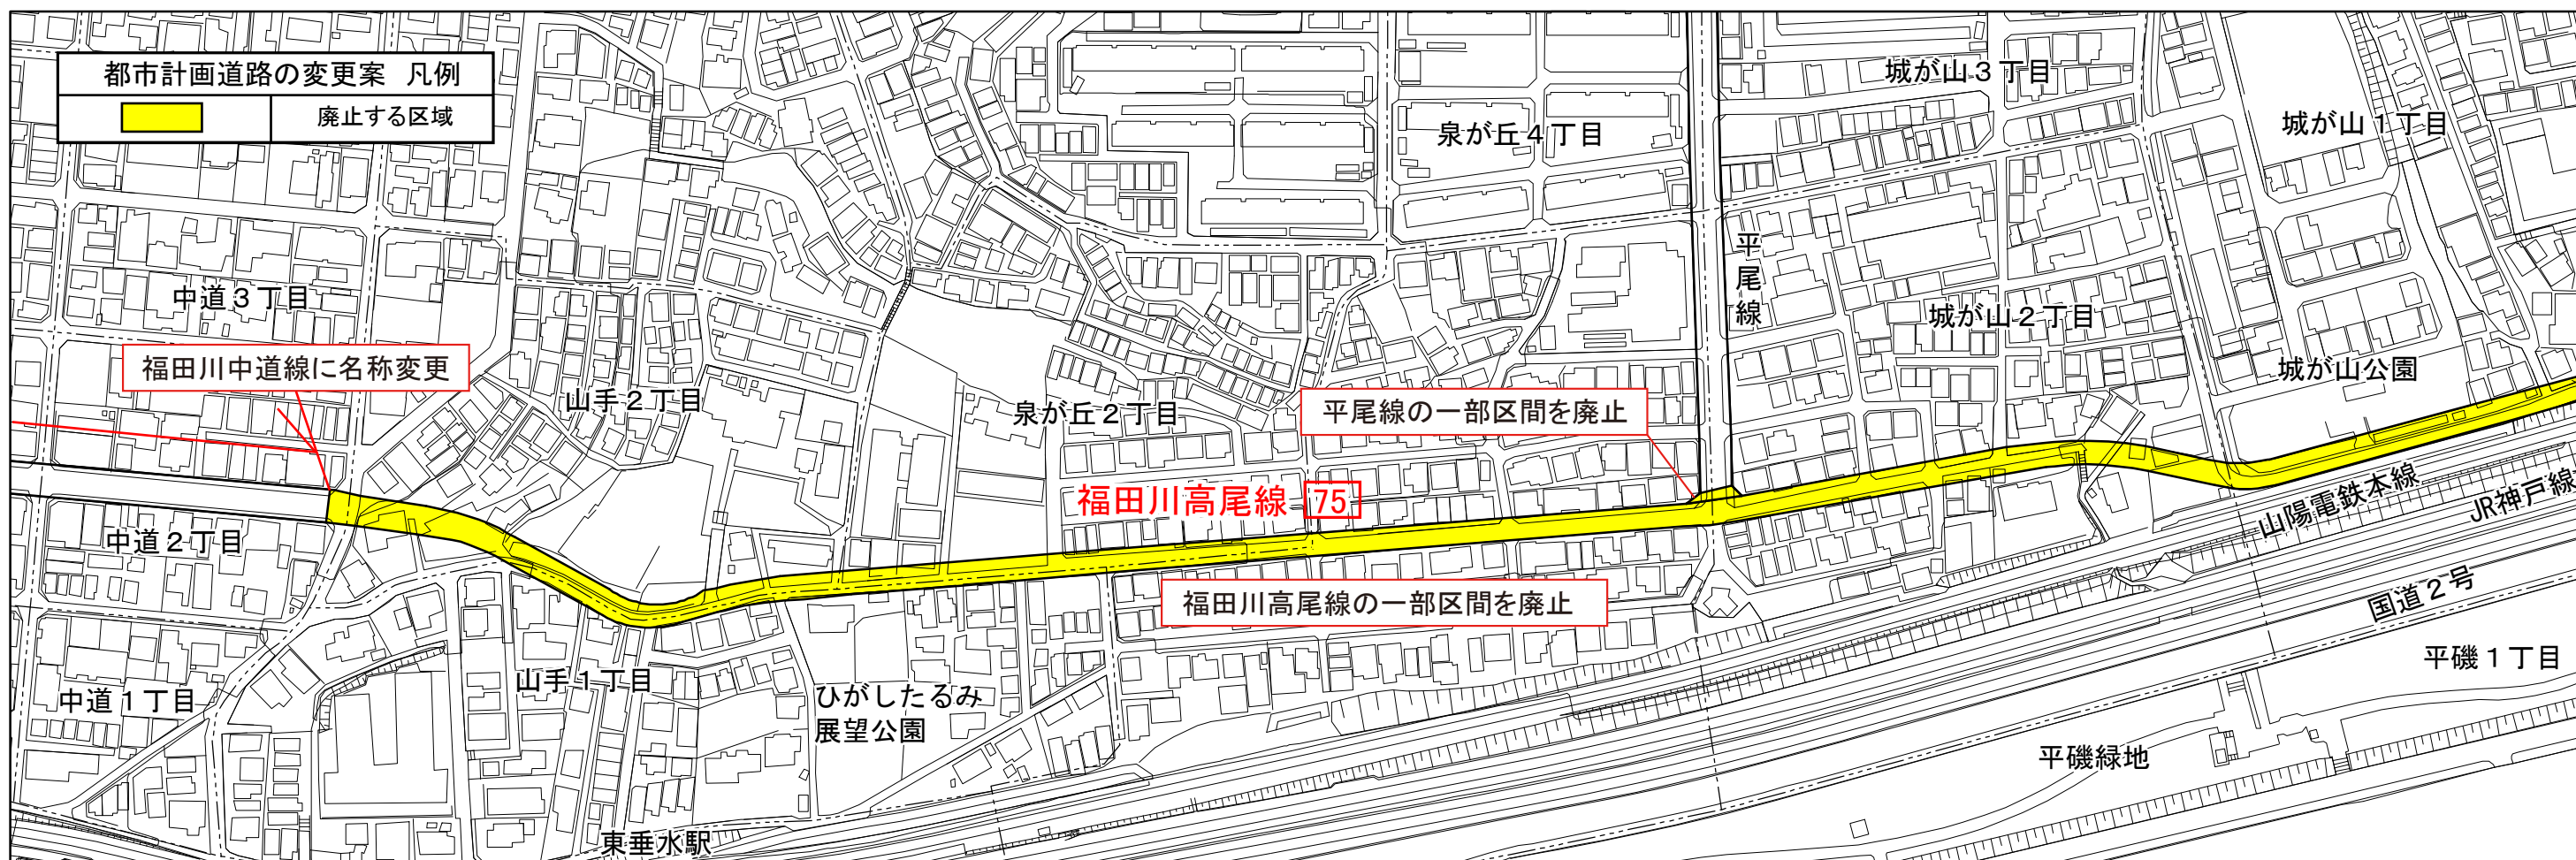 都市計画道路の変更案 凡例
廃止する区域
城が山３丁目
城が山１丁目
泉が丘４丁目
平尾線
中道３丁目
城が山２丁目
福田川中道線に名称変更
山手２丁目
泉が丘２丁目
平尾線の一部区間を廃止
城が山公園
福田川高尾線 75
山陽電鉄本線
JR神戸線
中道２丁目
福田川高尾線の一部区間を廃止
国道２号
平磯１丁目
中道１丁目
山手１丁目
ひがしたるみ
展望公園
平磯緑地
東垂水駅